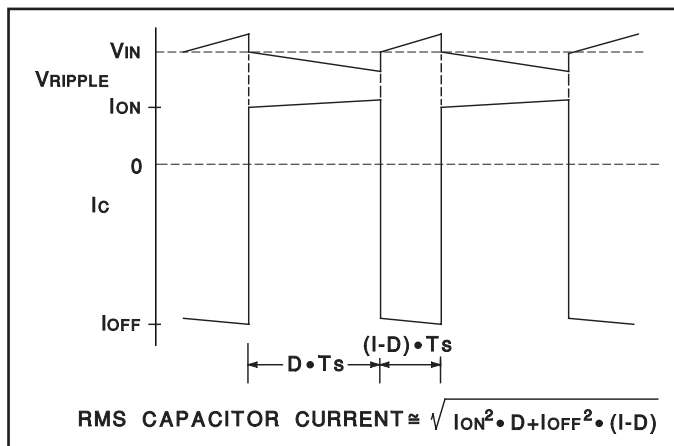 VIN
VRIPPLE
ION
0
IC
IOFF
D•TS
(I-D)•TS
RMS CAPACITOR CURRENT ≅ √ION²•D+IOFF²•(I-D)